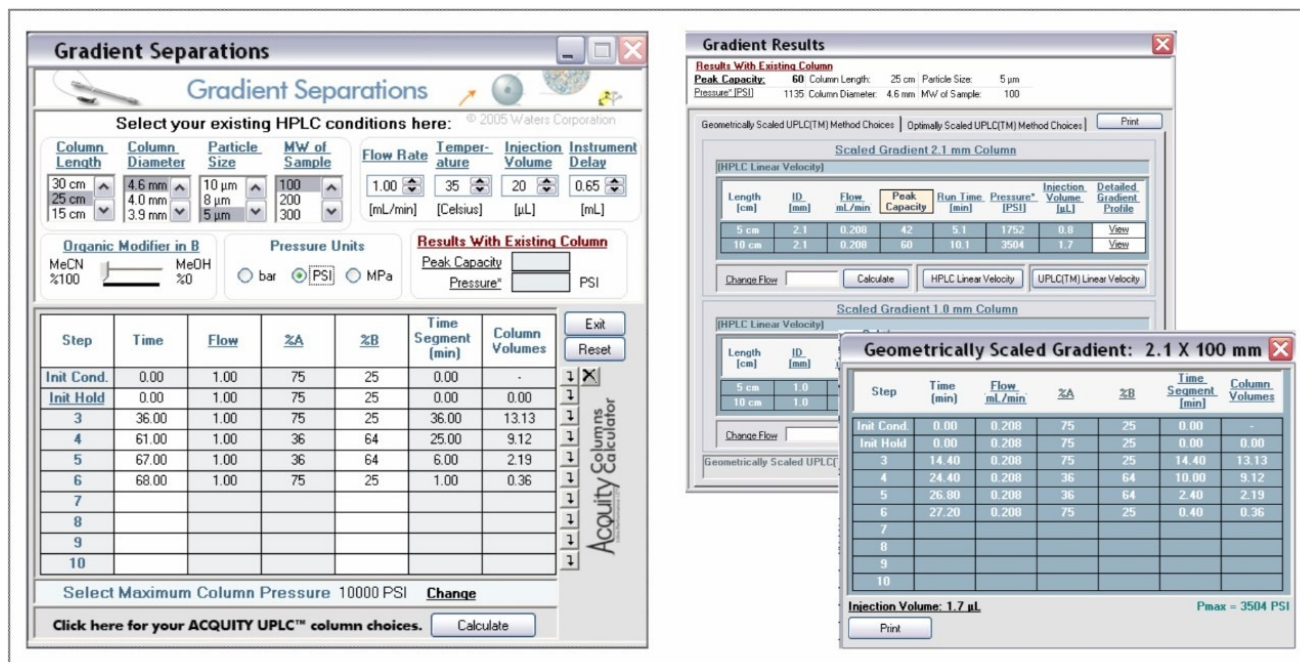 Gradient Separations
Gradient Separations
© 2005 Waters Corporation
Select your existing HPLC conditions here:
Column Length Column Diameter Particle Size MW of Sample Flow Rate Temper-ature Injection Volume Instrument Delay
30 cm 4.6 mm 10 µm 100 1.00 35 20 0.65
25 cm 4.0 mm 8 µm 200
15 cm 3.9 mm 5 µm 300 [mL/min] [Celsius] [µL] [mL]
Organic Modifier in B Pressure Units Results With Existing Column
MeCN MeOH Peak Capacity
%100 %0 bar PSI MPa Pressure* PSI
Step Time Flow %A %B Time Segment (min) Column Volumes Exit
Reset
Init Cond. 0.00 1.00 75 25 0.00 -
Init Hold 0.00 1.00 75 25 0.00 0.00
3 36.00 1.00 75 25 36.00 13.13
4 61.00 1.00 36 64 25.00 9.12
5 67.00 1.00 36 64 6.00 2.19
6 68.00 1.00 75 25 1.00 0.36
7
8
9
10
Acquity Columns Calculator
Select Maximum Column Pressure 10000 PSI Change
Click here for your ACQUITY UPLC™ column choices. Calculate
Gradient Results
Results With Existing Column
Peak Capacity: 60 Column Length: 25 cm Particle Size: 5 µm
Pressure* [PSI] 1135 Column Diameter: 4.6 mm MW of Sample: 100
Geometrically Scaled UPLC(TM) Method Choices Optimally Scaled UPLC(TM) Method Choices Print
Scaled Gradient 2.1 mm Column
[HPLC Linear Velocity]
Length [cm] ID [mm] Flow mL/min Peak Capacity Run Time [min] Pressure* [PSI] Injection Volume [µL] Detailed Gradient Profile
5 cm 2.1 0.208 42 5.1 1752 0.8 View
10 cm 2.1 0.208 60 10.1 3504 1.7 View
Change Flow Calculate HPLC Linear Velocity UPLC(TM) Linear Velocity
Scaled Gradient 1.0 mm Column
[HPLC Linear Velocity]
Length [cm] ID [mm]
5 cm 1.0
10 cm 1.0
Change Flow
Geometrically Scaled UPLC(
Geometrically Scaled Gradient: 2.1 X 100 mm
Step Time (min) Flow mL/min %A %B Time Segment [min] Column Volumes
Init Cond. 0.00 0.208 75 25 0.00 -
Init Hold 0.00 0.208 75 25 0.00 0.00
3 14.40 0.208 75 25 14.40 13.13
4 24.40 0.208 36 64 10.00 9.12
5 26.80 0.208 36 64 2.40 2.19
6 27.20 0.208 75 25 0.40 0.36
7
8
9
10
Injection Volume: 1.7 µL Pmax = 3504 PSI
Print